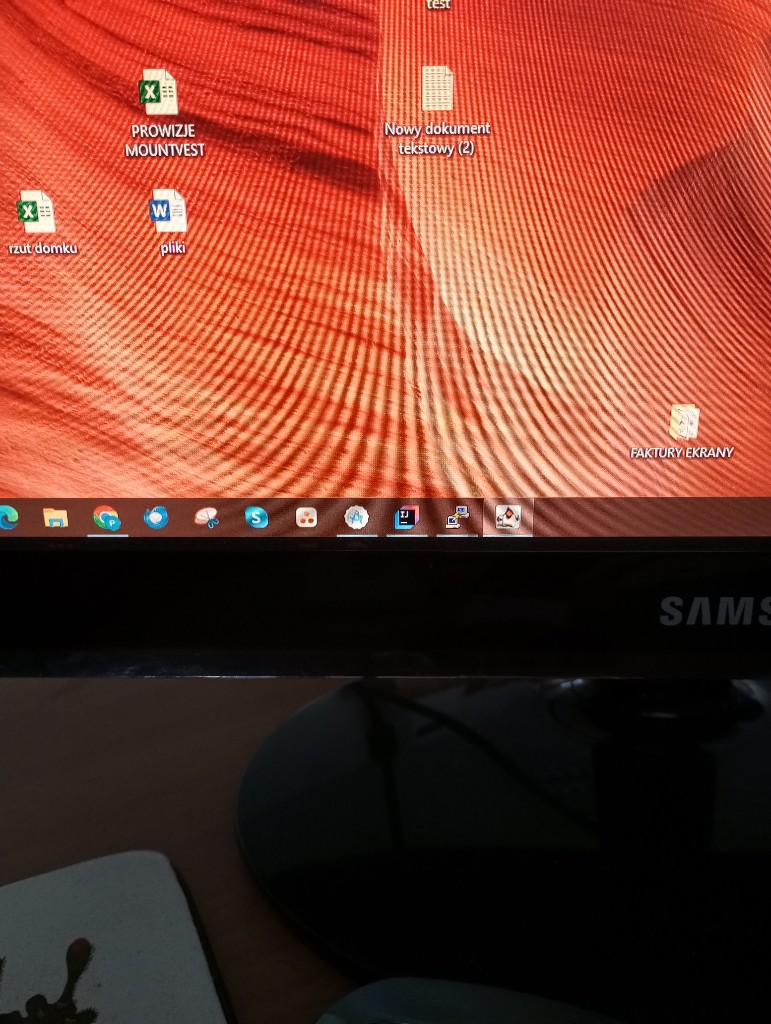 test
PROWIZJE
MOUNTVEST
Nowy dokument
tekstowy (2)
rzut domku
pliki
FAKTURY EKRANY
SAMS